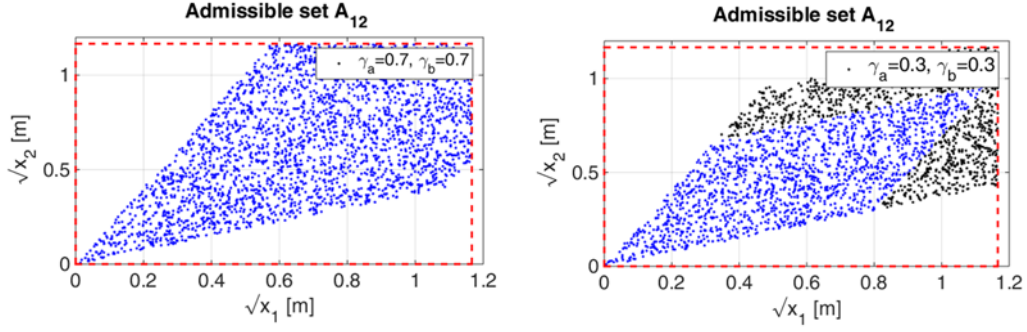 Admissible set A₁₂
γₐ=0.7, γ_b=0.7
1
0.5
0
√x₂ [m]
0 0.2 0.4 0.6 0.8 1 1.2
√x₁ [m]
Admissible set A₁₂
γₐ=0.3, γ_b=0.3
1
0.5
0
√x₂ [m]
0 0.2 0.4 0.6 0.8 1 1.2
√x₁ [m]